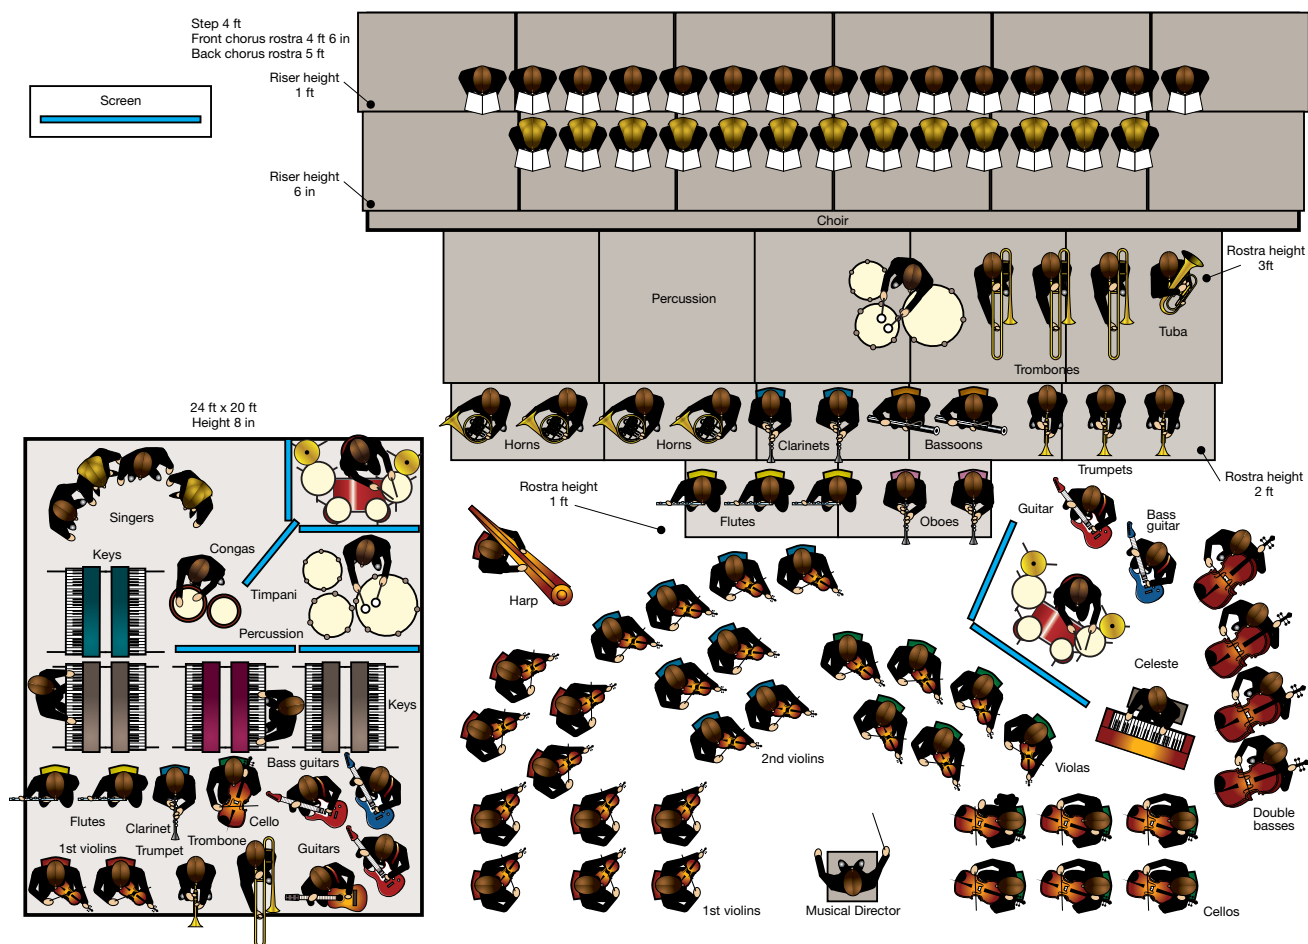 Step 4 ft
Front chorus rostra 4 ft 6 in
Back chorus rostra 5 ft
Riser height
1 ft
Screen
Riser height
6 in
Choir
Rostra height
3ft
Percussion
Tuba
Trombones
24 ft x 20 ft
Height 8 in
Horns
Horns
Clarinets
Bassoons
Trumpets
Rostra height
2 ft
Rostra height
1 ft
Flutes
Oboes
Guitar
Bass
guitar
Singers
Keys
Congas
Timpani
Harp
Percussion
Celeste
Keys
2nd violins
Violas
Bass guitars
Double
basses
Flutes
Clarinet
Cello
Trombone
1st violins
Trumpet
Guitars
1st violins
Musical Director
Cellos